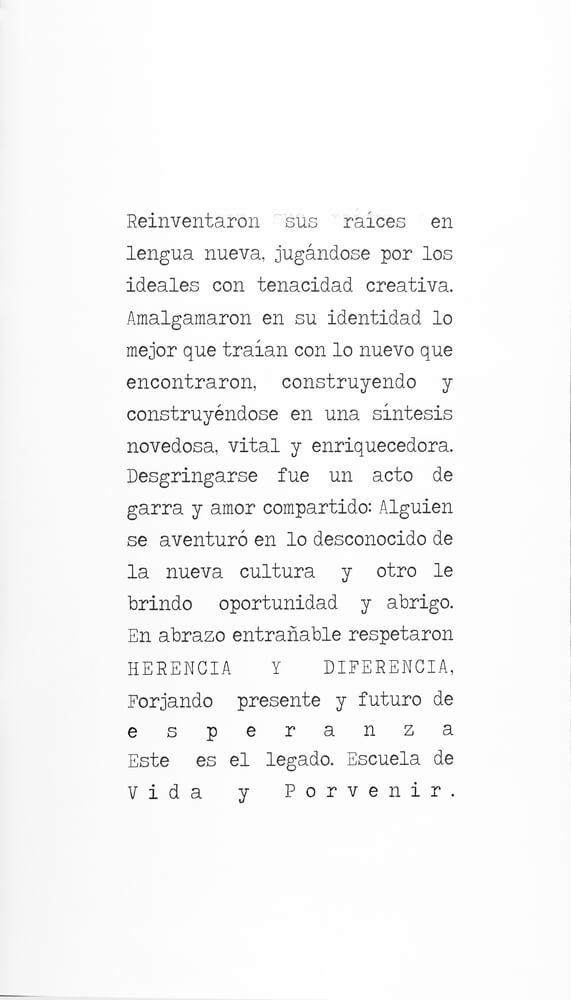 Reinventaron sus raíces en
lengua nueva, jugándose por los
ideales con tenacidad creativa.
Amalgamaron en su identidad lo
mejor que traían con lo nuevo que
encontraron, construyendo y
construyéndose en una síntesis
novedosa, vital y enriquecedora.
Desgringarse fue un acto de
garra y amor compartido: Alguien
se aventuró en lo desconocido de
la nueva cultura y otro le
brindo oportunidad y abrigo.
En abrazo entrañable respetaron
HERENCIA Y DIFERENCIA,
Forjando presente y futuro de
e s p e r a n z a
Este es el legado. Escuela de
V i d a y P o r v e n i r .